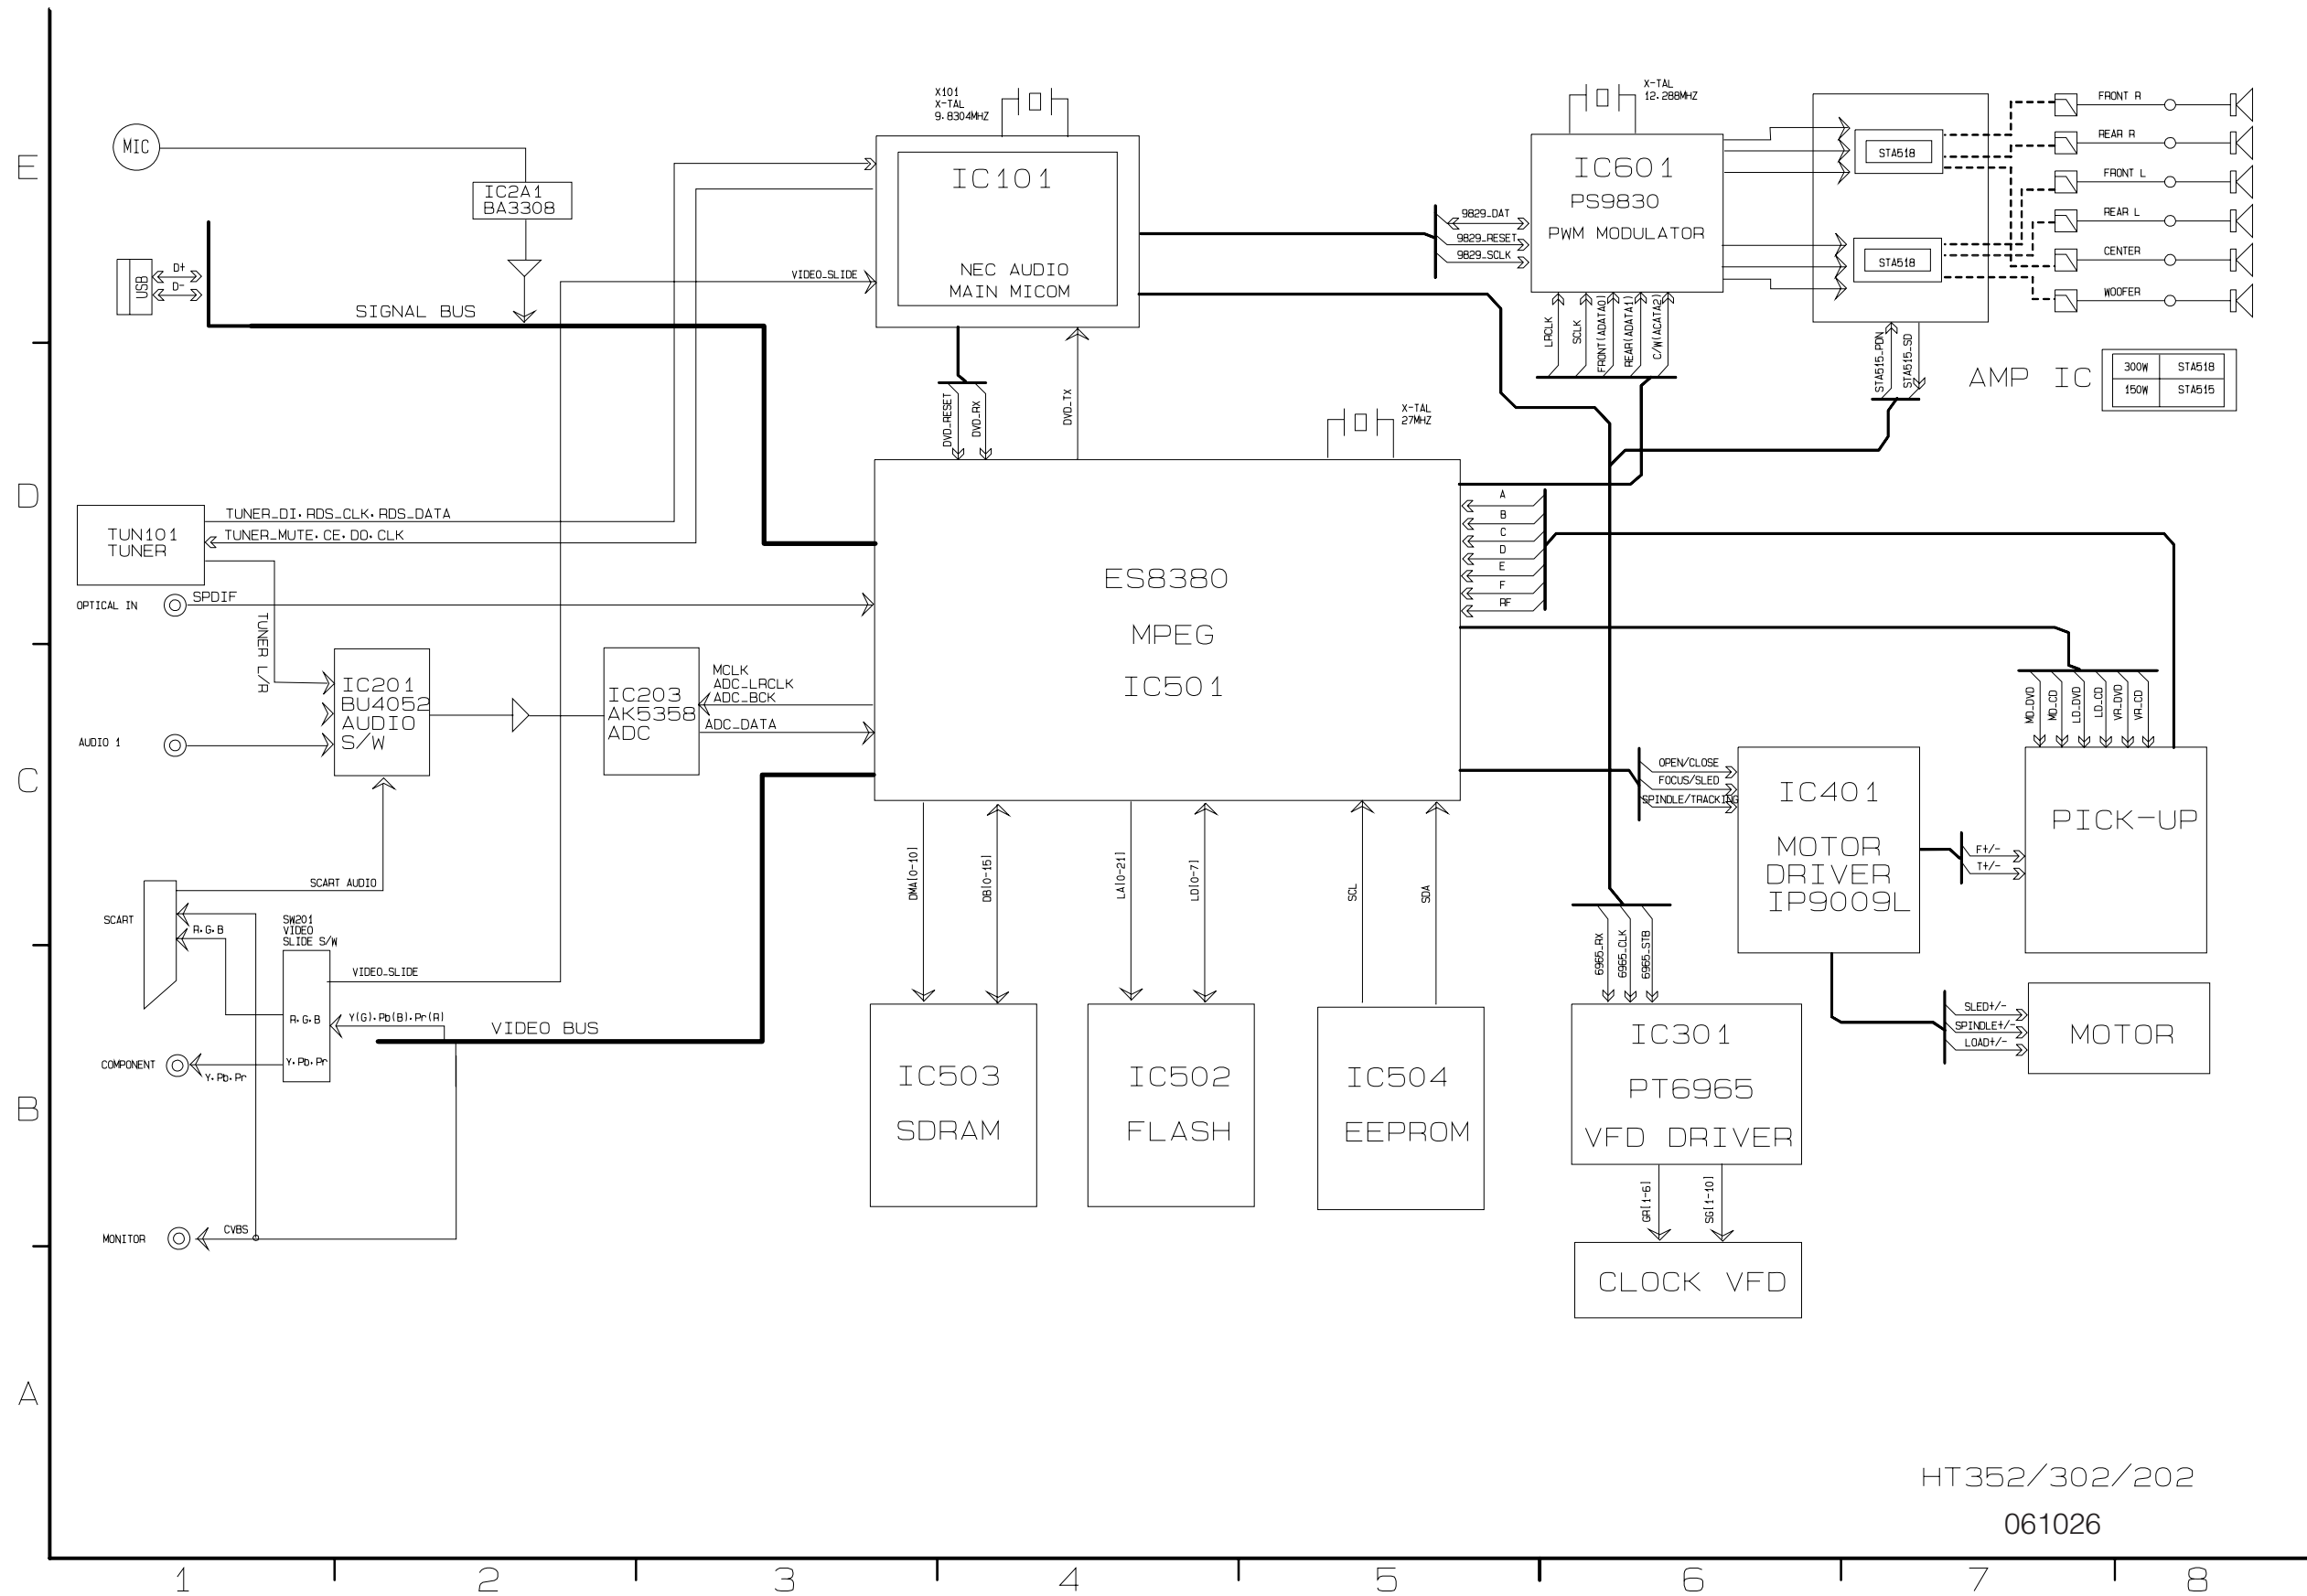 X101
X-TAL
9.8304MHZ
X-TAL
12.288MHZ
E
MIC
IC2A1
BA3308
IC101
NEC AUDIO
MAIN MICOM
IC601
PS9830
PWM MODULATOR
9829_DAT
9829_RESET
9829_SCLK
STA518
STA518
FRONT R
REAR R
FRONT L
REAR L
CENTER
WOOFER
USB
D+
D-
SIGNAL BUS
VIDEO_SLIDE
LRCLK
SCLK
FRONT(ADATA0)
REAR(ADATA1)
C/W(ACATA2)
STA515_PDN
STA515_SD
AMP IC
300W STA518
150W STA515
DVD_RESET
DVD_RX
DVD_TX
X-TAL
27MHZ
D
TUN101
TUNER
TUNER_DI.RDS_CLK.RDS_DATA
TUNER_MUTE.CE.DO.CLK
OPTICAL IN
SPDIF
TUNER L/R
ES8380
MPEG
IC501
A
B
C
D
E
F
RF
IC201
BU4052
AUDIO
S/W
IC203
AK5358
ADC
MCLK
ADC_LRCLK
ADC_BCK
ADC_DATA
AUDIO 1
MD_DVD
MD_CD
LD_DVD
LD_CD
VR_DVD
VR_CD
C
OPEN/CLOSE
FOCUS/SLED
SPINDLE/TRACKING
IC401
MOTOR
DRIVER
IP9009L
PICK-UP
F+/-
T+/-
SCART AUDIO
SCART
R.G.B
SW201
VIDEO
SLIDE S/W
DMA[0-10]
DB[0-15]
LA[0-21]
LD[0-7]
SCL
SDA
6965_RX
6965_CLK
6965_STB
VIDEO_SLIDE
R.G.B
Y(G).Pb(B).Pr(R)
VIDEO BUS
COMPONENT
Y.Pb.Pr
Y.Pb.Pr
SLED+/-
SPINDLE+/-
LOAD+/-
MOTOR
B
IC503
SDRAM
IC502
FLASH
IC504
EEPROM
IC301
PT6965
VFD DRIVER
GR[1-6]
SG[1-10]
MONITOR
CVBS
CLOCK VFD
A
HT352/302/202
061026
1 2 3 4 5 6 7 8